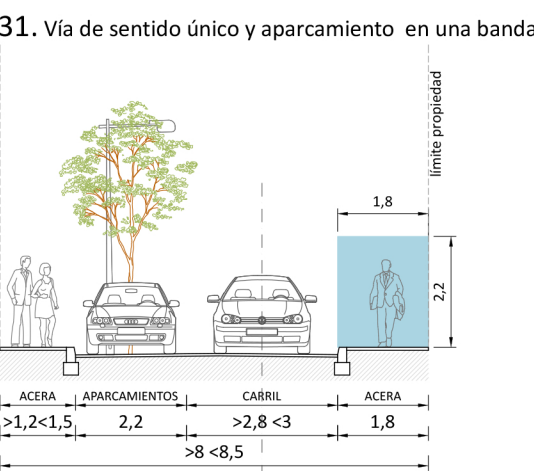 31. Vía de sentido único y aparcamiento en una banda
límite propiedad
1,8
2,2
ACERA APARCAMIENTOS CARRIL ACERA
>1,2<1,5 2,2 >2,8 <3 1,8
>8 <8,5